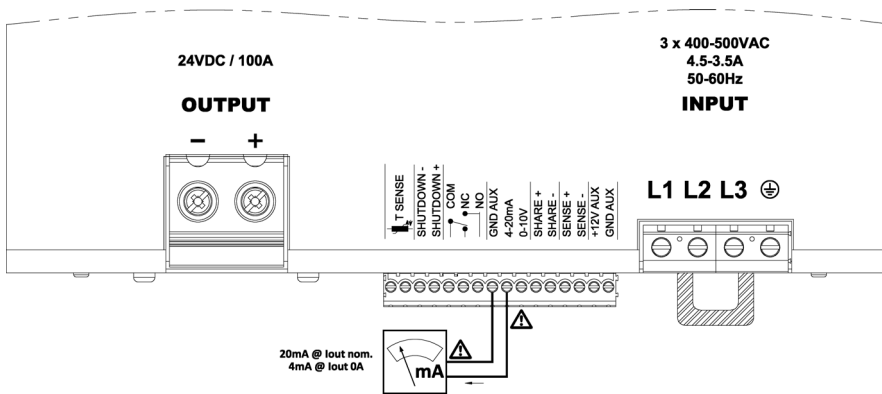 24VDC / 100A
OUTPUT
− +
3 x 400-500VAC
4.5-3.5A
50-60Hz
INPUT
L1 L2 L3
T SENSE
SHUTDOWN -
SHUTDOWN +
COM
NC
NO
GND AUX
4-20mA
0-10V
SHARE +
SHARE -
SENSE +
SENSE -
+12V AUX
GND AUX
20mA @ Iout nom.
4mA @ Iout 0A
mA